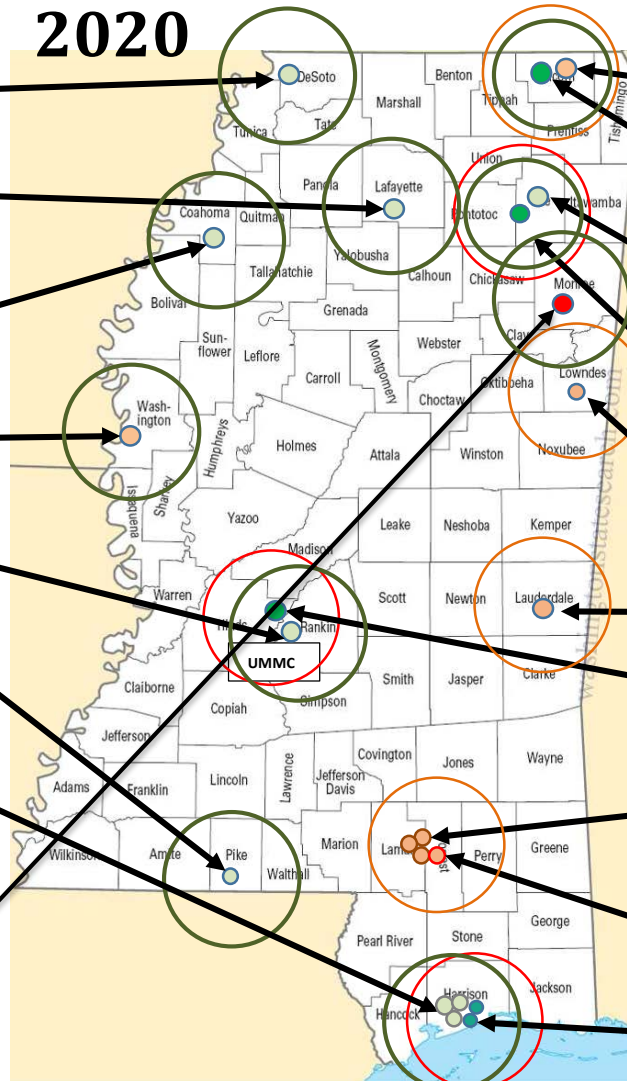 2020
DeSoto
Benton
Marshall
Tippah
Tishomingo
Tunica
Tate
Prentiss
Union
Panola
Lafayette
Pontotoc
Itawamba
Coahoma
Quitman
Yalobusha
Tallahatchie
Calhoun
Chickasaw
Monroe
Bolivar
Grenada
Clay
Sun-
flower
Leflore
Webster
Montgomery
Carroll
Choctaw
Oktibbeha
Lowndes
Wash-
ington
Humphreys
Holmes
Attala
Winston
Noxubee
Sharkey
Issaquena
Yazoo
Leake
Neshoba
Kemper
Madison
Warren
Scott
Newton
Lauderdale
Hinds
Rankin
UMMC
Smith
Jasper
Clarke
Claiborne
Copiah
Simpson
Jefferson
Covington
Jones
Wayne
Adams
Franklin
Lincoln
Lawrence
Jefferson
Davis
Wilkinson
Amite
Pike
Walthall
Marion
Lamar
Perry
Greene
George
Pearl River
Stone
Harrison
Jackson
Hancock